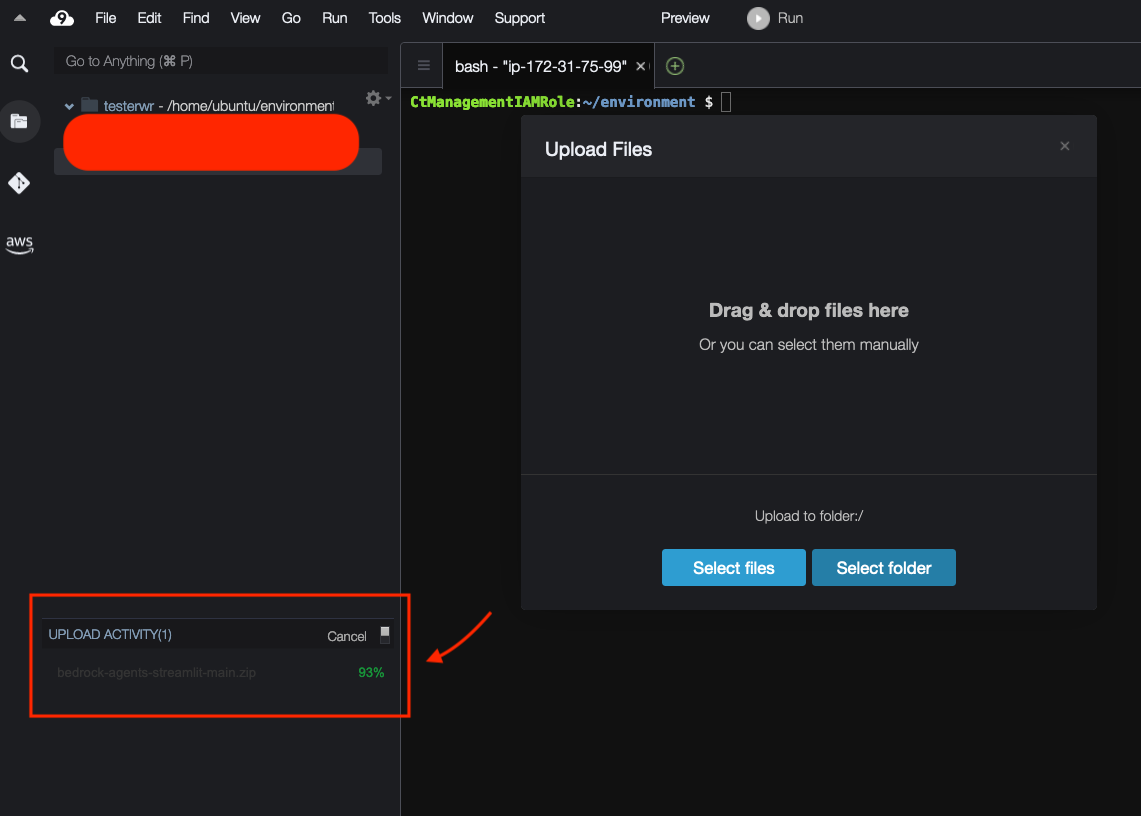 9 File Edit Find View Go Run Tools Window Support Preview Run
Go to Anything (⌘ P)
bash - "ip-172-31-75-99"
testerwr - /home/ubuntu/environment
CtManagementIAMRole:~/environment $
Upload Files
aws
Drag & drop files here
Or you can select them manually
Upload to folder:/
Select files Select folder
UPLOAD ACTIVITY(1) Cancel
bedrock-agents-streamlit-main.zip 93%